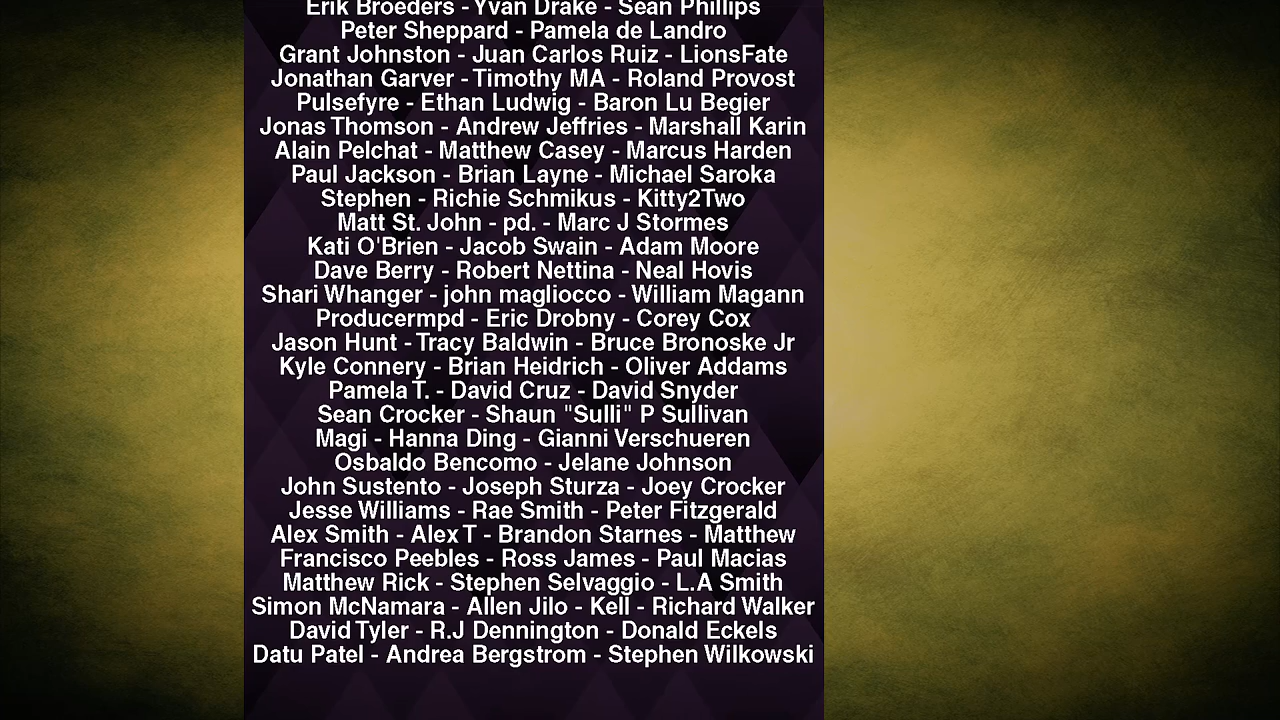 Erik Broeders - Yvan Drake - Sean Phillips
Peter Sheppard - Pamela de Landro
Grant Johnston - Juan Carlos Ruiz - LionsFate
Jonathan Garver - Timothy MA - Roland Provost
Pulsefyre - Ethan Ludwig - Baron Lu Begier
Jonas Thomson - Andrew Jeffries - Marshall Karin
Alain Pelchat - Matthew Casey - Marcus Harden
Paul Jackson - Brian Layne - Michael Saroka
Stephen - Richie Schmikus - Kitty2Two
Matt St. John - pd. - Marc J Stormes
Kati O'Brien - Jacob Swain - Adam Moore
Dave Berry - Robert Nettina - Neal Hovis
Shari Whanger - john magliocco - William Magann
Producermpd - Eric Drobny - Corey Cox
Jason Hunt - Tracy Baldwin - Bruce Bronoske Jr
Kyle Connery - Brian Heidrich - Oliver Addams
Pamela T. - David Cruz - David Snyder
Sean Crocker - Shaun "Sulli" P Sullivan
Magi - Hanna Ding - Gianni Verschueren
Osbaldo Bencomo - Jelane Johnson
John Sustento - Joseph Sturza - Joey Crocker
Jesse Williams - Rae Smith - Peter Fitzgerald
Alex Smith - Alex T - Brandon Starnes - Matthew
Francisco Peebles - Ross James - Paul Macias
Matthew Rick - Stephen Selvaggio - L.A Smith
Simon McNamara - Allen Jilo - Kell - Richard Walker
David Tyler - R.J Dennington - Donald Eckels
Datu Patel - Andrea Bergstrom - Stephen Wilkowski